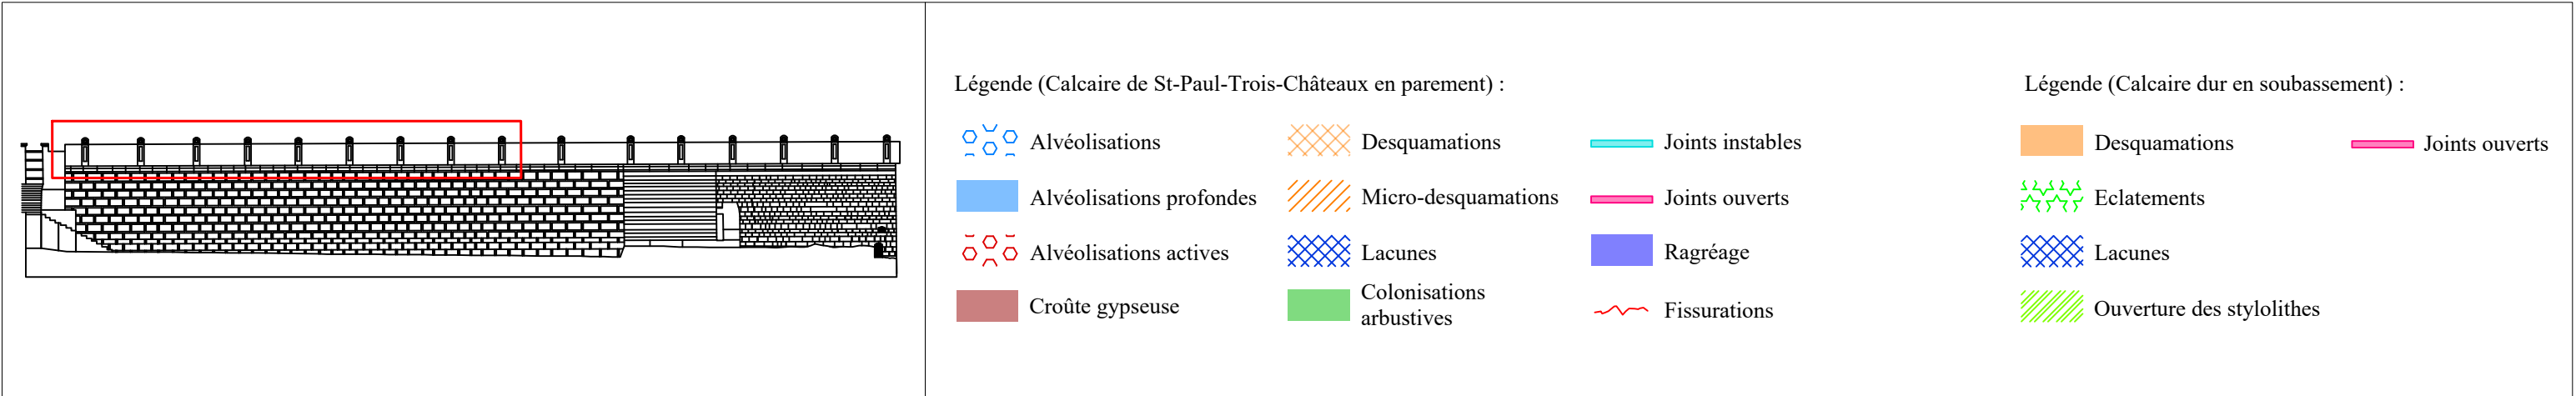 Légende (Calcaire de St-Paul-Trois-Châteaux en parement) :
Alvéolisations
Alvéolisations profondes
Alvéolisations actives
Croûte gypseuse
Desquamations
Micro-desquamations
Lacunes
Colonisations
arbustives
Joints instables
Joints ouverts
Ragréage
Fissurations
Légende (Calcaire dur en soubassement) :
Desquamations
Eclatements
Lacunes
Ouverture des stylolithes
Joints ouverts